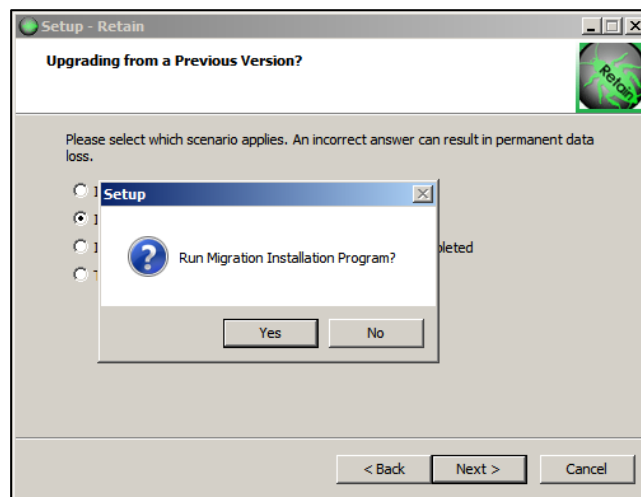 Setup - Retain
Upgrading from a Previous Version?
Retain
Please select which scenario applies. An incorrect answer can result in permanent data
loss.
Setup
Run Migration Installation Program?
Yes
No
< Back
Next >
Cancel